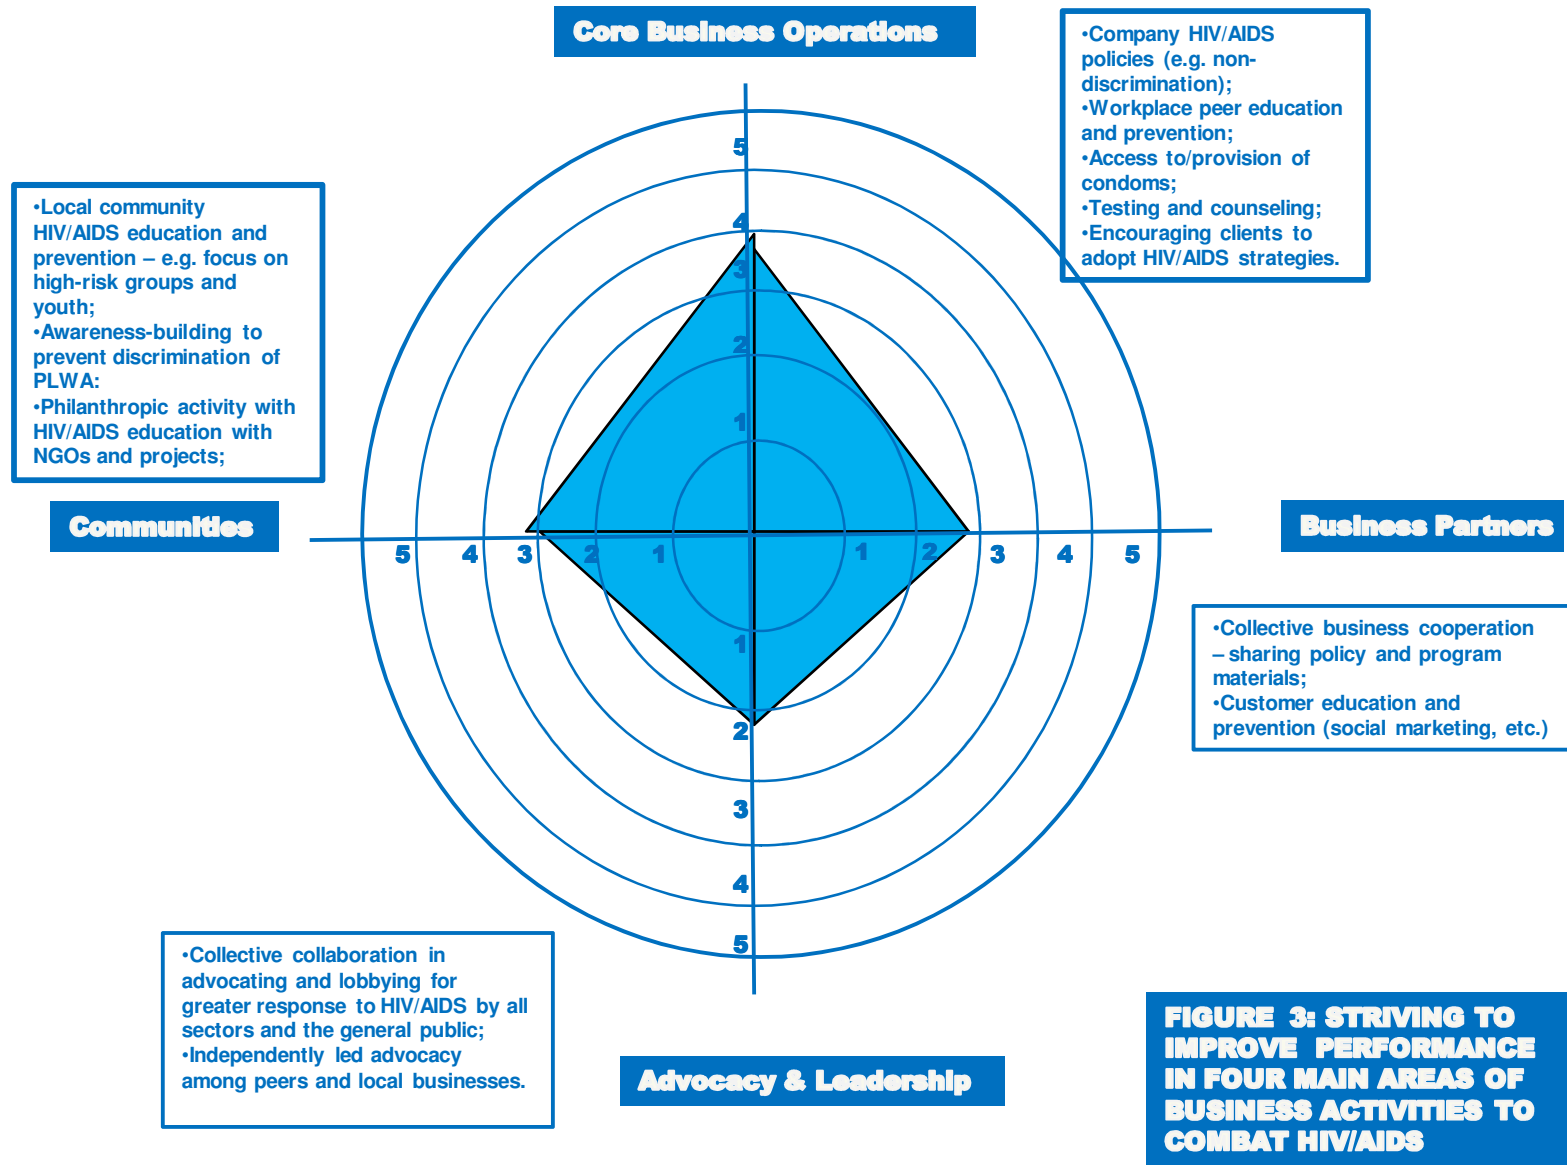 Core Business Operations
•Company HIV/AIDS
policies (e.g. non-
discrimination);
•Workplace peer education
and prevention;
•Access to/provision of
condoms;
•Testing and counseling;
•Encouraging clients to
adopt HIV/AIDS strategies.
•Local community
HIV/AIDS education and
prevention – e.g. focus on
high-risk groups and
youth;
•Awareness-building to
prevent discrimination of
PLWA:
•Philanthropic activity with
HIV/AIDS education with
NGOs and projects;
5
4
3
2
1
Communities
Business Partners
5 4 3 2 1 1 2 3 4 5
1
2
3
4
5
•Collective business cooperation
– sharing policy and program
materials;
•Customer education and
prevention (social marketing, etc.)
•Collective collaboration in
advocating and lobbying for
greater response to HIV/AIDS by all
sectors and the general public;
•Independently led advocacy
among peers and local businesses.
Advocacy & Leadership
FIGURE 3: STRIVING TO
IMPROVE PERFORMANCE
IN FOUR MAIN AREAS OF
BUSINESS ACTIVITIES TO
COMBAT HIV/AIDS